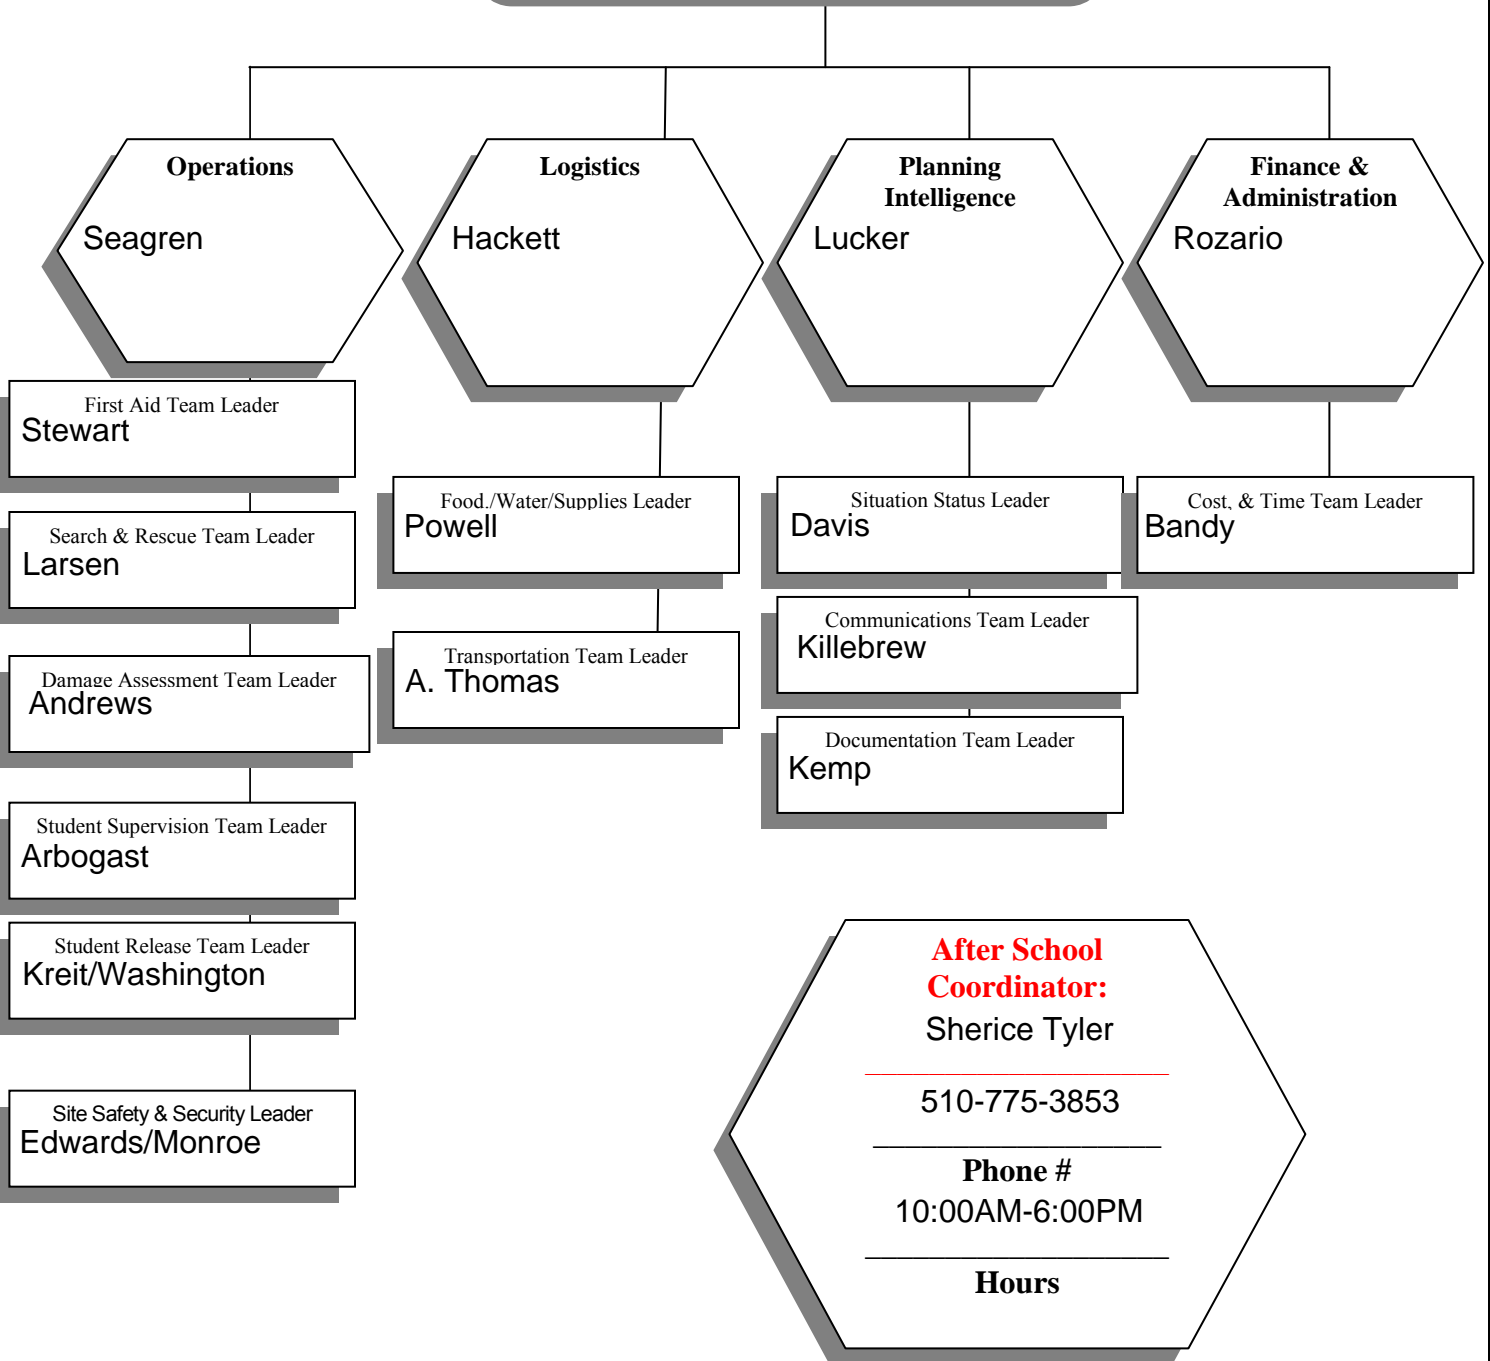 Operations
Seagren
Logistics
Hackett
Planning
Intelligence
Lucker
Finance &
Administration
Rozario
First Aid Team Leader
Stewart
Search & Rescue Team Leader
Larsen
Damage Assessment Team Leader
Andrews
Student Supervision Team Leader
Arbogast
Student Release Team Leader
Kreit/Washington
Site Safety & Security Leader
Edwards/Monroe
Food./Water/Supplies Leader
Powell
Transportation Team Leader
A. Thomas
Situation Status Leader
Davis
Communications Team Leader
Killebrew
Documentation Team Leader
Kemp
Cost, & Time Team Leader
Bandy
After School
Coordinator:
Sherice Tyler
510-775-3853
Phone #
10:00AM-6:00PM
Hours